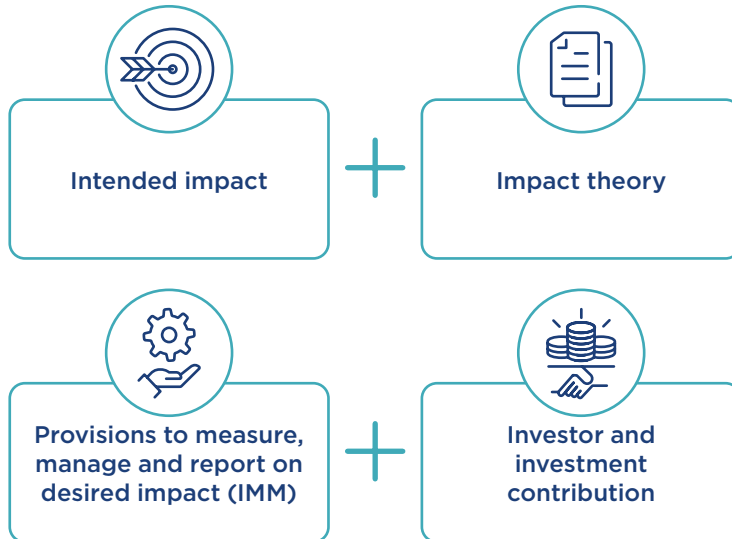 Intended impact
Impact theory
Provisions to measure,
manage and report on
desired impact (IMM)
Investor and
investment
contribution